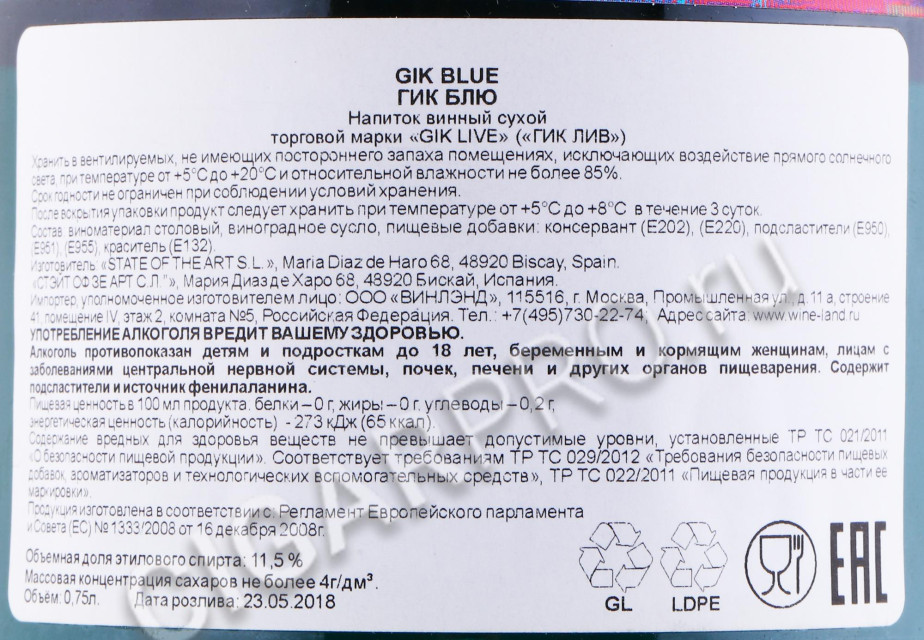 GIK BLUE
ГИК БЛЮ
Напиток винный сухой
торговой марки «GIK LIVE» («ГИК ЛИВ»)
Хранить в вентилируемых, не имеющих постороннего запаха помещениях, исключающих воздействие прямого солнечного
света, при температуре от +5°С до +20°С и относительной влажности не более 85%.
Срок годности не ограничен при соблюдении условий хранения.
После вскрытия упаковки продукт следует хранить при температуре от +5°С до +8°С в течение 3 суток.
Состав: виноматериал столовый, виноградное сусло, пищевые добавки: консервант (Е202), (Е220), подсластители (Е950),
(Е951), (Е955), краситель (Е132).
Изготовитель: «STATE OF THE ART S.L.», Maria Diaz de Haro 68, 48920 Biscay, Spain.
«СТЭЙТ ОФ ЗЕ АРТ С.Л."», Мария Диаз де Харо 68, 48920 Бискай, Испания.
Импортер, уполномоченное изготовителем лицо: ООО «ВИНЛЭНД», 115516, г. Москва, Промышленная ул., д.11 а, строение
41, помещение IV, этаж 2, комната №5, Российская Федерация. Тел.: +7(495)730-22-74; Адрес сайта: www.wine-land.ru
УПОТРЕБЛЕНИЕ АЛКОГОЛЯ ВРЕДИТ ВАШЕМУ ЗДОРОВЬЮ.
Алкоголь противопоказан детям и подросткам до 18 лет, беременным и кормящим женщинам, лицам с
заболеваниями центральной нервной системы, почек, печени и других органов пищеварения. Содержит
подсластители и источник фенилаланина.
Пищевая ценность в 100 мл продукта: белки – 0 г, жиры – 0 г, углеводы – 0,2 г,
энергетическая ценность (калорийность) - 273 кДж (65 ккал).
Содержание вредных для здоровья веществ не превышает допустимые уровни, установленные ТР ТС 021/2011
«О безопасности пищевой продукции». Соответствует требованиям ТР ТС 029/2012 «Требования безопасности пищевых
добавок, ароматизаторов и технологических вспомогательных средств», ТР ТС 022/2011 «Пищевая продукция в части ее
маркировки».
Продукция изготовлена в соответствии с: Регламент Европейского парламента
и Совета (ЕС) № 1333/2008 от 16 декабря 2008г.
Объемная доля этилового спирта: 11,5 %
Массовая концентрация сахаров не более 4г/дм³.
Объём: 0,75л. Дата розлива: 23.05.2018
GL LDPE
EAC